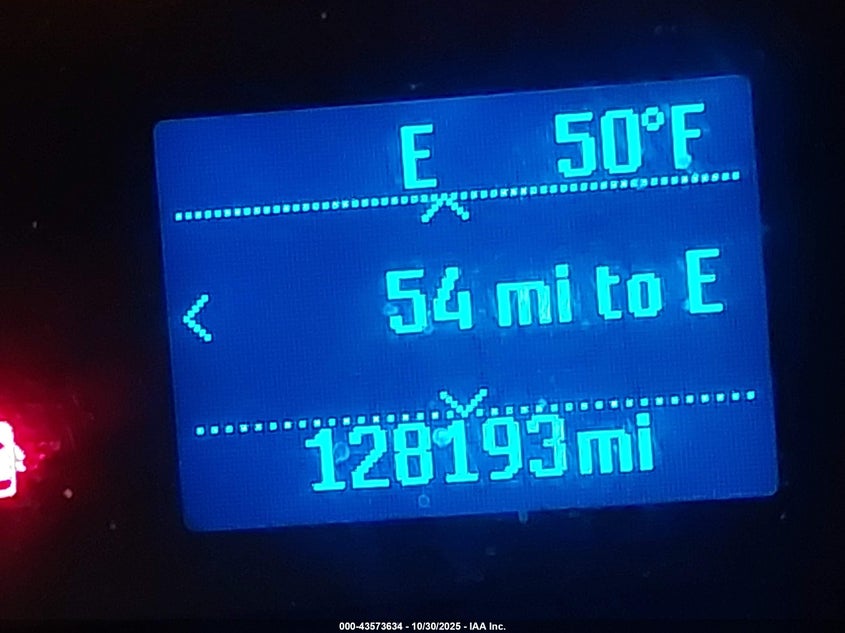 E 50°F
54 mi to E
128193mi
000-43573634 - 10/30/2025 - IAA Inc.